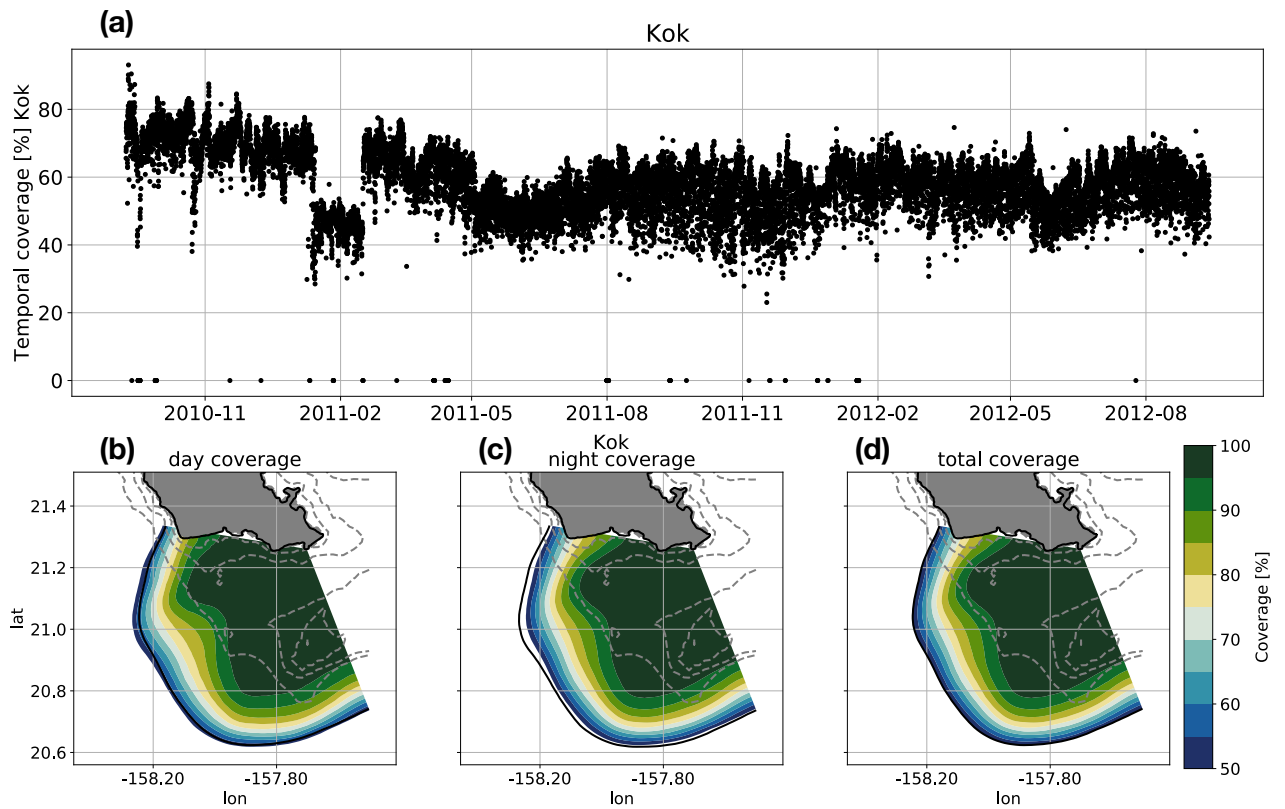 (a)
Kok
Temporal coverage [%] Kok
80
60
40
20
0
2010-11 2011-02 2011-05 2011-08 2011-11 2012-02 2012-05 2012-08
Kok
(b) (c) (d)
day coverage night coverage total coverage
lat
21.4
21.2
21.0
20.8
20.6
-158.20 -157.80 -158.20 -157.80 -158.20 -157.80
lon lon lon
100
90
80
70
60
50
Coverage [%]